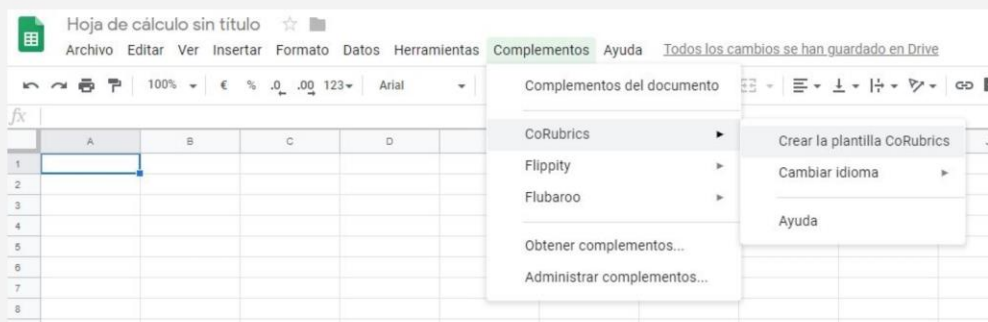 Hoja de cálculo sin título
Archivo Editar Ver Insertar Formato Datos Herramientas Complementos Ayuda Todos los cambios se han guardado en Drive
100% € % .0 .00 123 Arial
fx
A B C D
1
2
3
4
5
6
7
8
Complementos del documento
CoRubrics
Flippity
Flubaroo
Obtener complementos...
Administrar complementos...
Crear la plantilla CoRubrics
Cambiar idioma
Ayuda